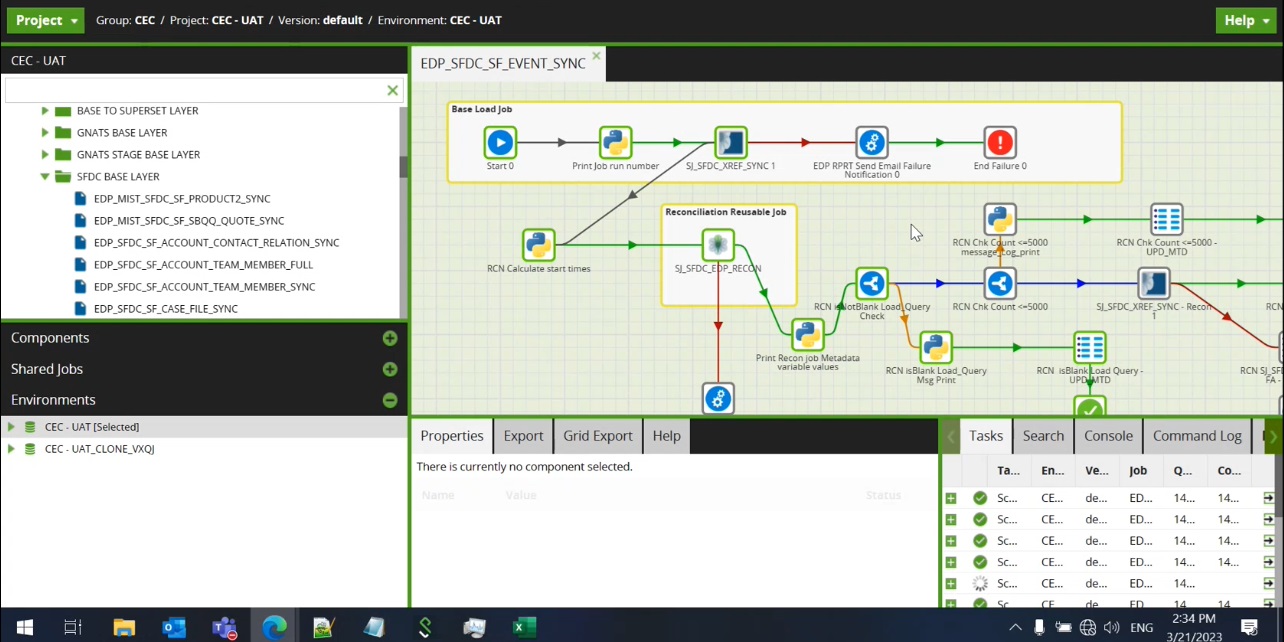 Project
Group: CEC / Project: CEC - UAT / Version: default / Environment: CEC - UAT
Help
CEC - UAT
BASE TO SUPERSET LAYER
GNATS BASE LAYER
GNATS STAGE BASE LAYER
SFDC BASE LAYER
EDP_MIST_SFDC_SF_PRODUCT2_SYNC
EDP_MIST_SFDC_SF_SBQQ_QUOTE_SYNC
EDP_SFDC_SF_ACCOUNT_CONTACT_RELATION_SYNC
EDP_SFDC_SF_ACCOUNT_TEAM_MEMBER_FULL
EDP_SFDC_SF_ACCOUNT_TEAM_MEMBER_SYNC
EDP_SFDC_SF_CASE_FILE_SYNC
Components
Shared Jobs
Environments
CEC - UAT [Selected]
CEC - UAT_CLONE_VXQJ
EDP_SFDC_SF_EVENT_SYNC
Base Load Job
Start 0
Print Job run number
SJ_SFDC_XREF_SYNC 1
EDP RPRT Send Email Failure
Notification 0
End Failure 0
Reconciliation Reusable Job
RCN Calculate start times
SJ_SFDC_EDP_RECON
RCN Chk Count <=5000
message_Log_print
RCN Chk Count <=5000 -
UPD_MTD
RCN isNotBlank Load_Query
Check
RCN Chk Count <=5000
SJ_SFDC_XREF_SYNC - Recon
1
RCN
Print Recon job Metadata
variable values
RCN isBlank Load_Query
Msg Print
RCN isBlank Load Query -
UPD_MTD
RCN SJ_SF
FA -
Properties
Export
Grid Export
Help
There is currently no component selected.
Name
Value
Status
Tasks
Search
Console
Command Log
Ta... En... Ve... Job Q... Co...
Sc... CE... de... ED... 14... 14...
Sc... CE... de... ED... 14... 14...
Sc... CE... de... ED... 14... 14...
Sc... CE... de... ED... 14... 14...
Sc... CE... de... ED... 14...
Sc... CE... de... ED... 14... 14...
ENG
2:34 PM
3/21/2023